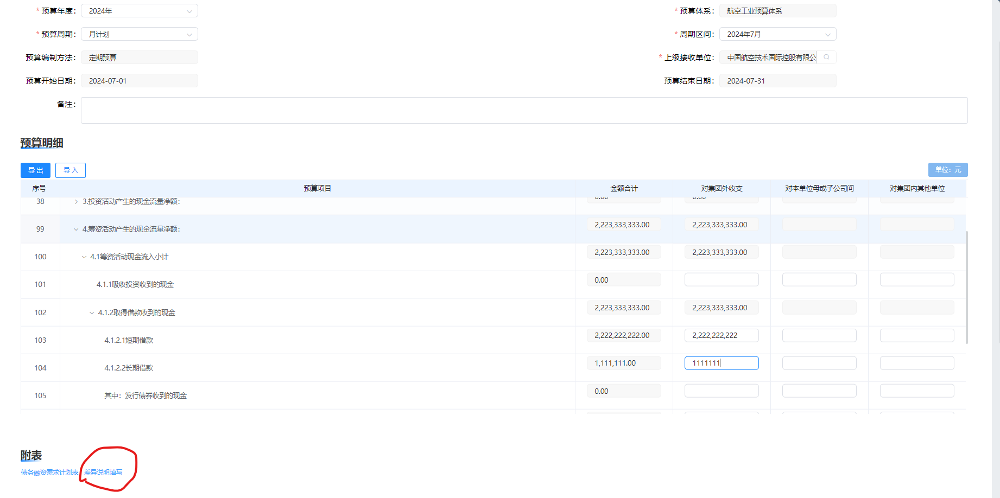 * 预算年度： 2024年 * 预算体系： 航空工业预算体系
* 预算周期： 月计划 * 周期区间： 2024年7月
预算编制方法： 定期预算 * 上级接收单位： 中国航空技术国际控股有限公
预算开始日期： 2024-07-01 预算结束日期： 2024-07-31
备注：
预算明细
导出 导入 单位：元
序号 预算项目 金额合计 对集团外收支 对本单位母或子公司间 对集团内其他单位
38 3.投资活动产生的现金流量净额： 0.00 0.00
99 4.筹资活动产生的现金流量净额： 2,223,333,333.00 2,223,333,333.00
100 4.1筹资活动现金流入小计 2,223,333,333.00 2,223,333,333.00
101 4.1.1吸收投资收到的现金 0.00
102 4.1.2取得借款收到的现金 2,223,333,333.00 2,223,333,333.00
103 4.1.2.1短期借款 2,222,222,222.00 2,222,222,222
104 4.1.2.2长期借款 1,111,111.00 1111111
105 其中：发行债券收到的现金 0.00
附表
债务融资需求计划表 差异说明填写